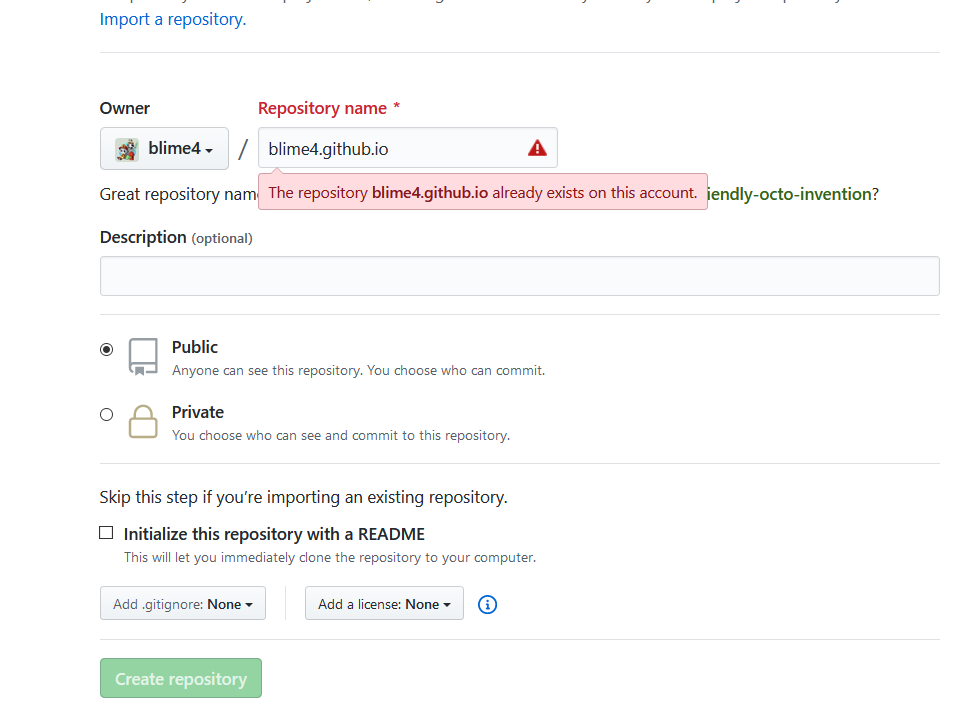 Import a repository.
Owner
Repository name *
blime4
/
blime4.github.io
Great repository nam
The repository blime4.github.io already exists on this account.
iendly-octo-invention?
Description (optional)
Public
Anyone can see this repository. You choose who can commit.
Private
You choose who can see and commit to this repository.
Skip this step if you’re importing an existing repository.
Initialize this repository with a README
This will let you immediately clone the repository to your computer.
Add .gitignore: None
Add a license: None
Create repository